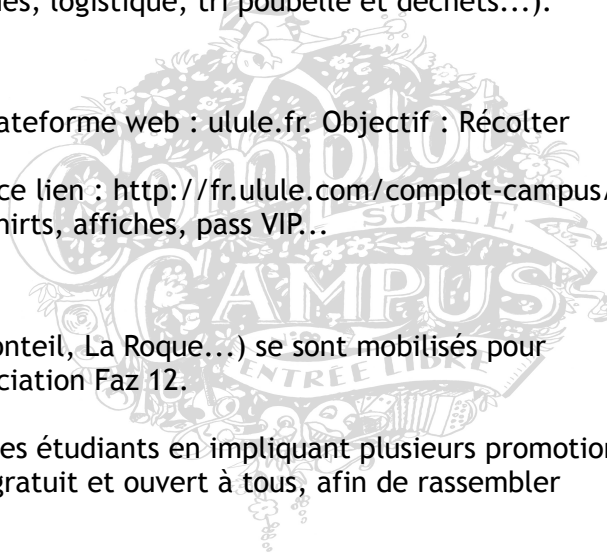 es, logistique, tri poubelle et déchets...).
ateforme web : ulule.fr. Objectif : Récolter
ce lien : http://fr.ulule.com/complot-campus/
hirts, affiches, pass VIP...
onteil, La Roque...) se sont mobilisés pour
ciation Faz 12.
es étudiants en impliquant plusieurs promotion
gratuit et ouvert à tous, afin de rassembler
Complot
SUR LE
CAMPUS
ENTRÉE LIBRE